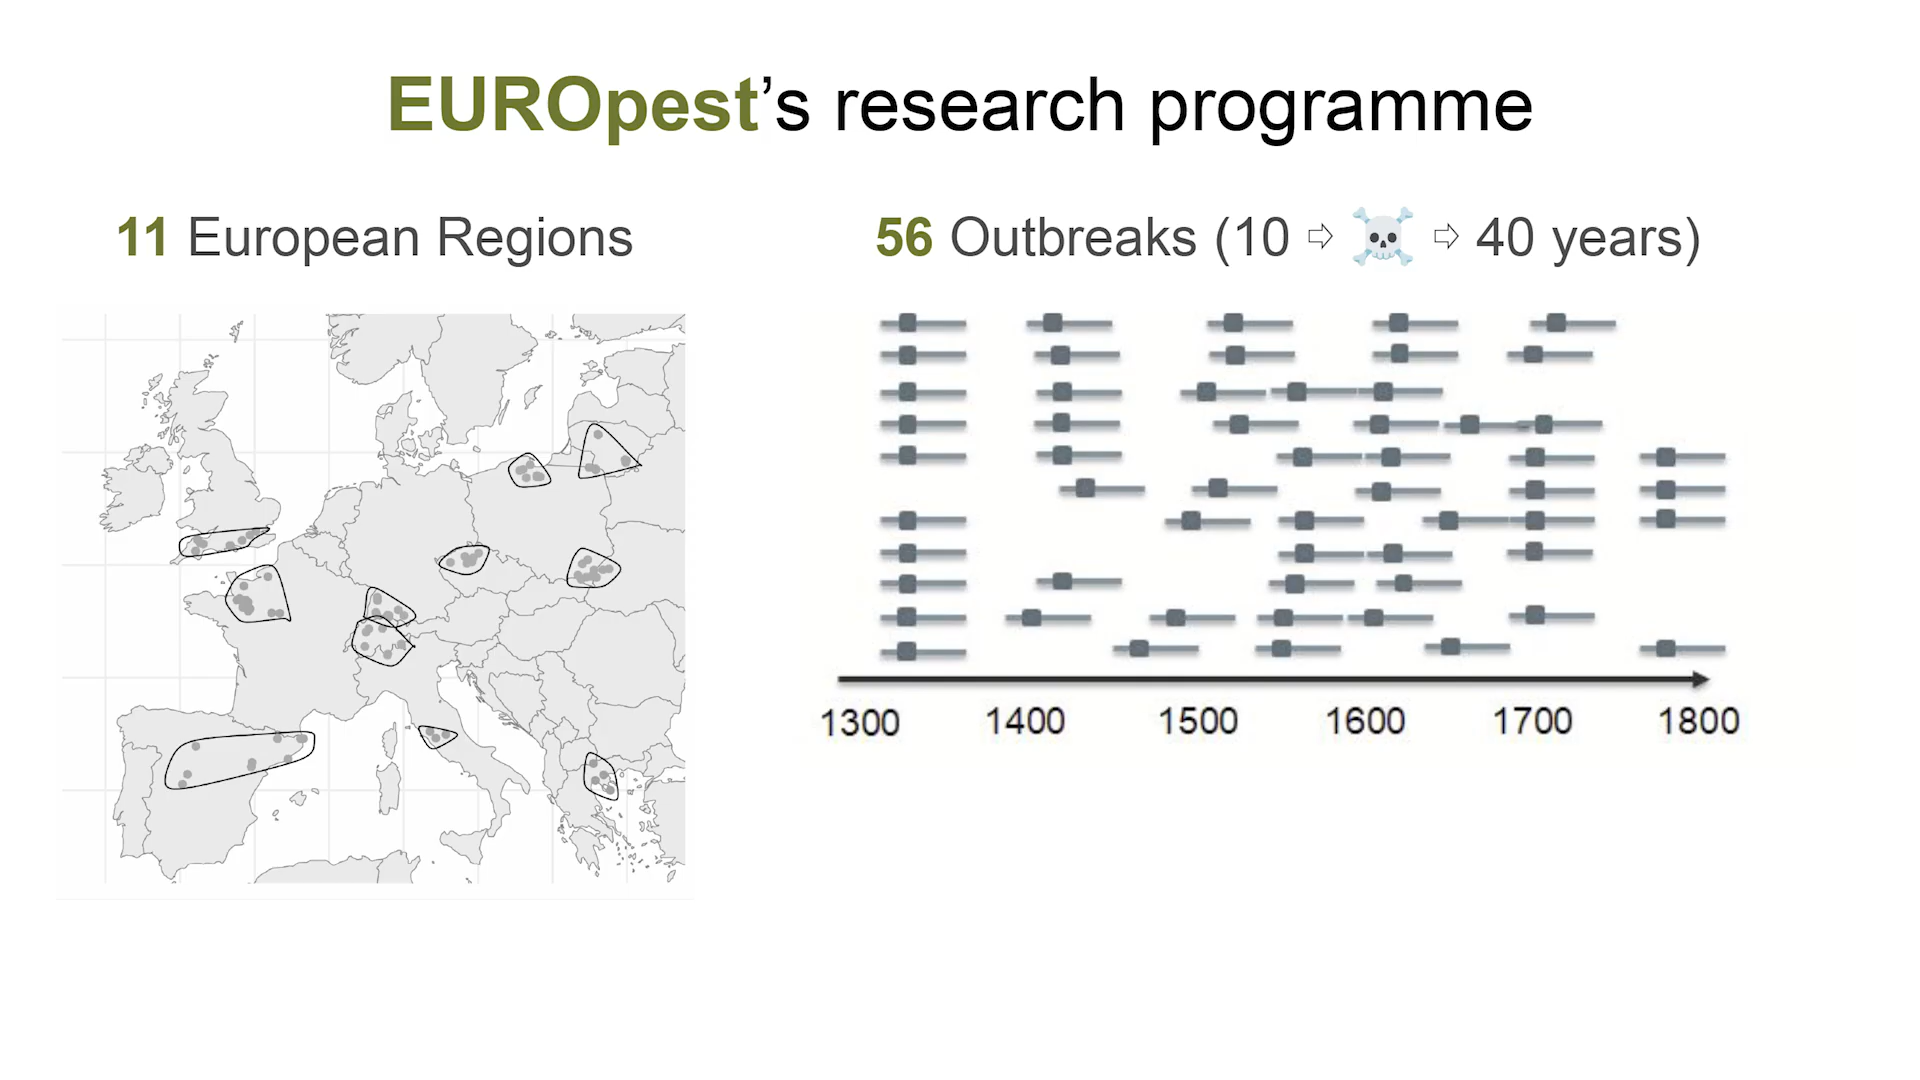 EUROpest’s research programme
11 European Regions
56 Outbreaks (10 ⇨ ☠️ ⇨ 40 years)
1300 1400 1500 1600 1700 1800